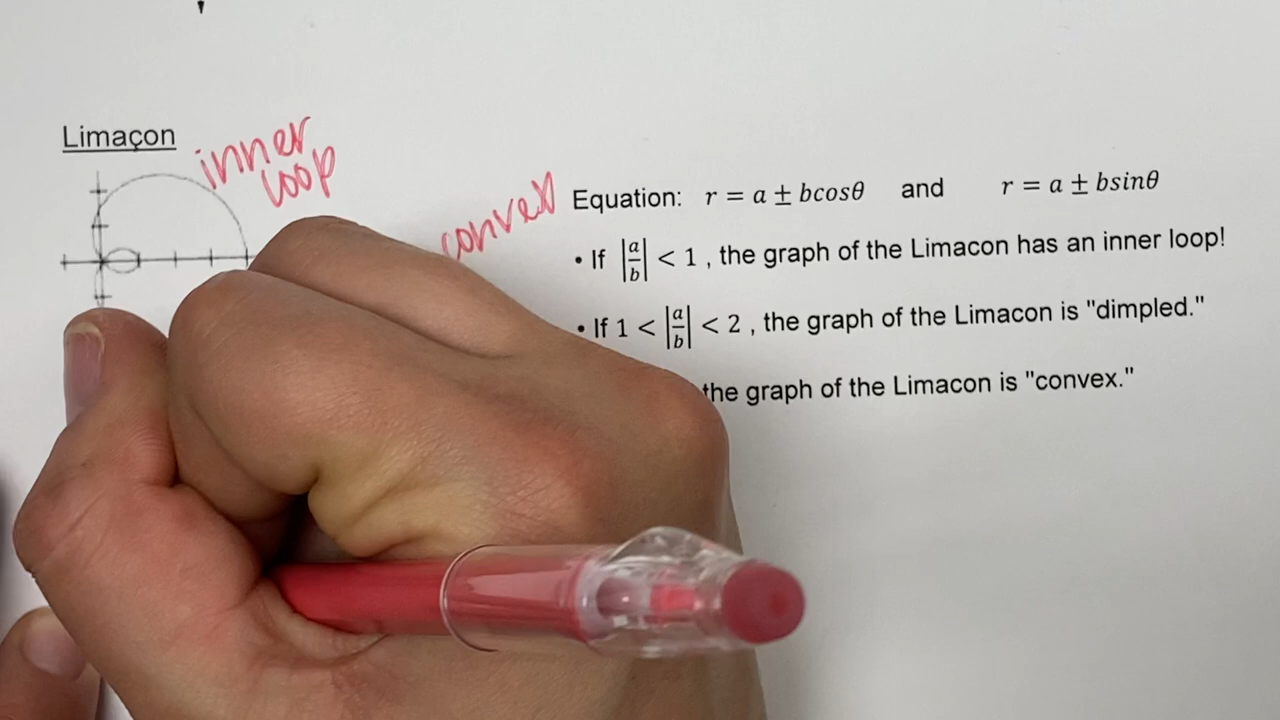 Limaçon
inner
loop
convex
Equation: r = a ± bcosθ and r = a ± bsinθ
• If |a/b| < 1 , the graph of the Limacon has an inner loop!
• If 1 < |a/b| < 2 , the graph of the Limacon is "dimpled."
the graph of the Limacon is "convex."